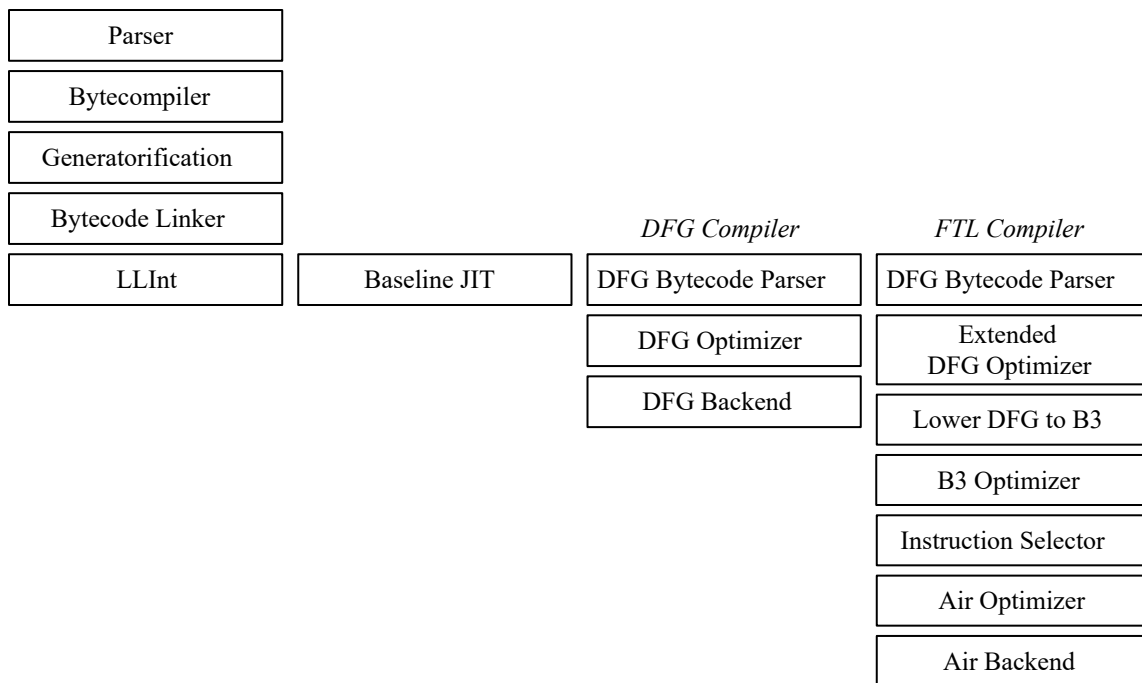 Parser
Bytecompiler
Generatorification
Bytecode Linker
LLInt
Baseline JIT
DFG Compiler
DFG Bytecode Parser
DFG Optimizer
DFG Backend
FTL Compiler
DFG Bytecode Parser
Extended
DFG Optimizer
Lower DFG to B3
B3 Optimizer
Instruction Selector
Air Optimizer
Air Backend